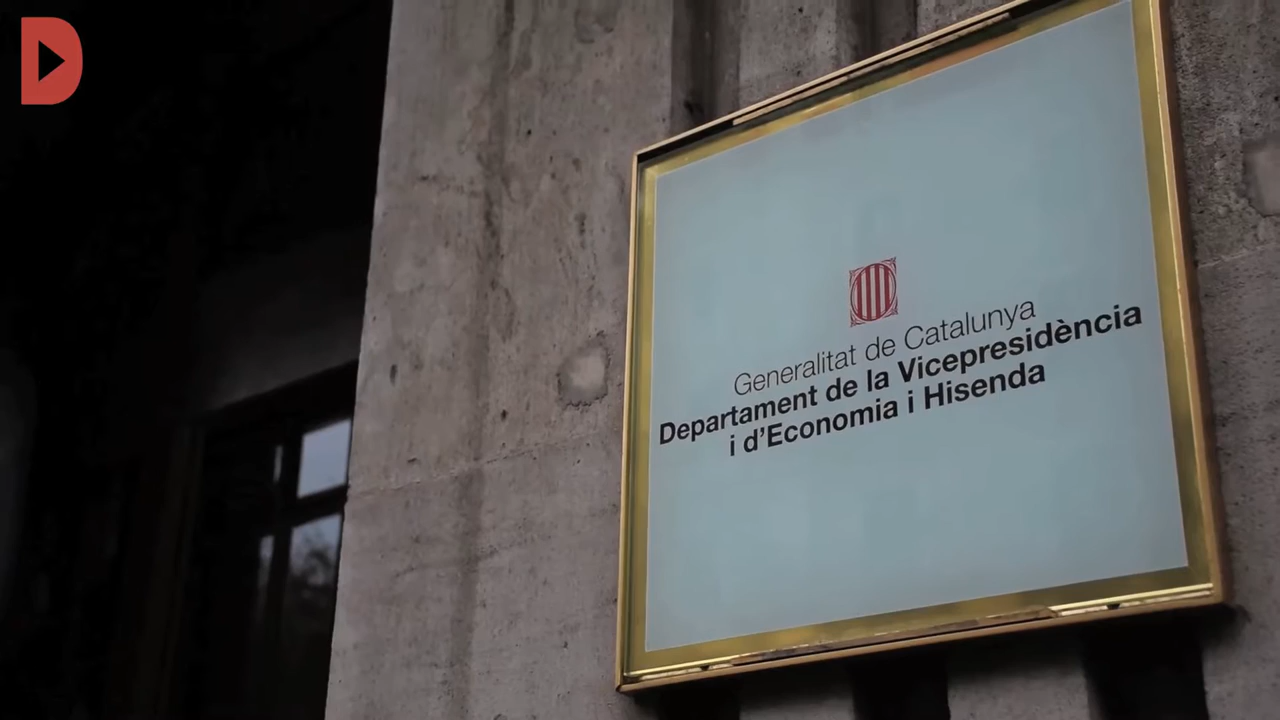 Generalitat de Catalunya
Departament de la Vicepresidència
i d'Economia i Hisenda